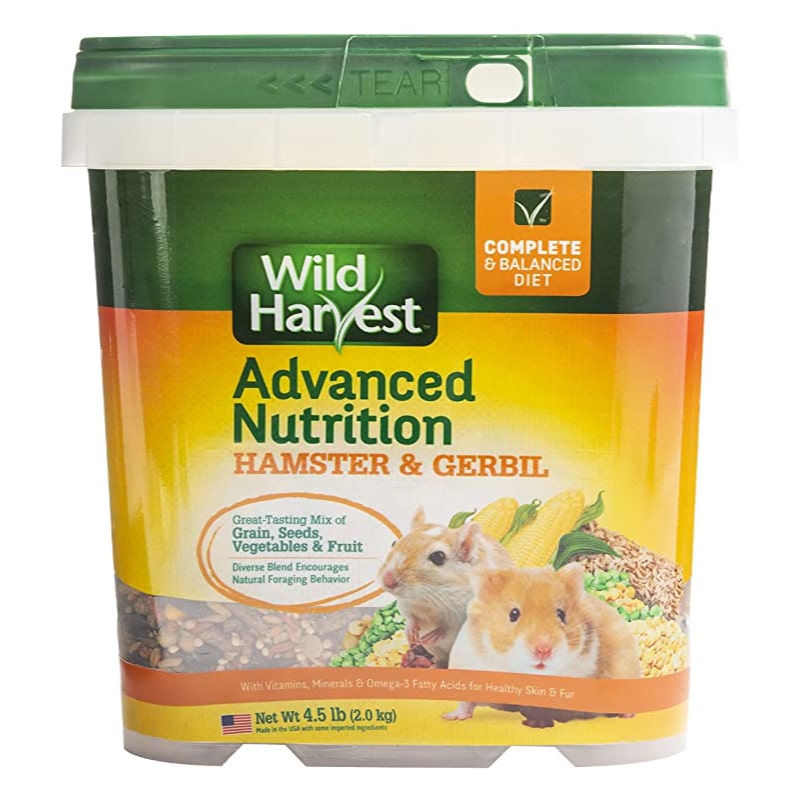 <<< TEAR
COMPLETE
& BALANCED
DIET
Wild
Harvest™
Advanced
Nutrition
HAMSTER & GERBIL
Great-Tasting Mix of
Grain, Seeds,
Vegetables & Fruit
Diverse Blend Encourages
Natural Foraging Behavior
With Vitamins, Minerals & Omega-3 Fatty Acids for Healthy Skin & Fur
Net Wt 4.5 lb (2.0 kg)
Made in the USA with some imported ingredients